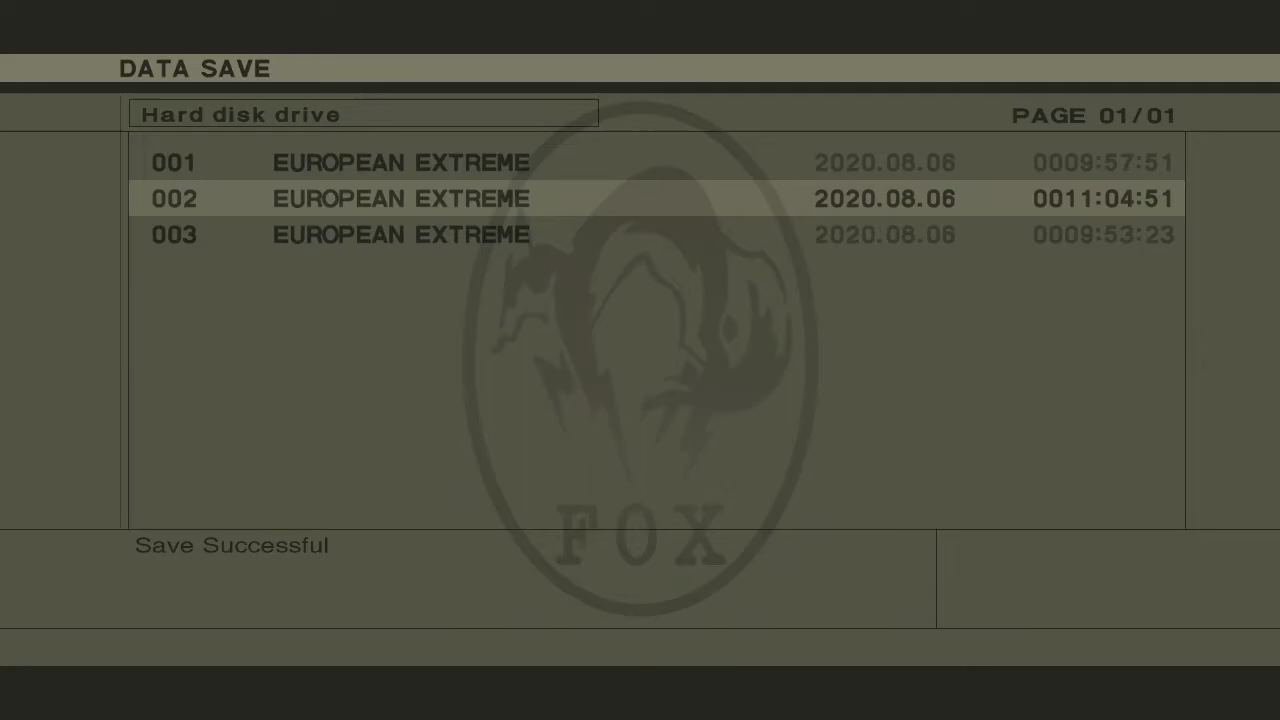 DATA SAVE
Hard disk drive PAGE 01/01
001 EUROPEAN EXTREME 2020.08.06 0009:57:51
002 EUROPEAN EXTREME 2020.08.06 0011:04:51
003 EUROPEAN EXTREME 2020.08.06 0009:53:23
FOX
Save Successful